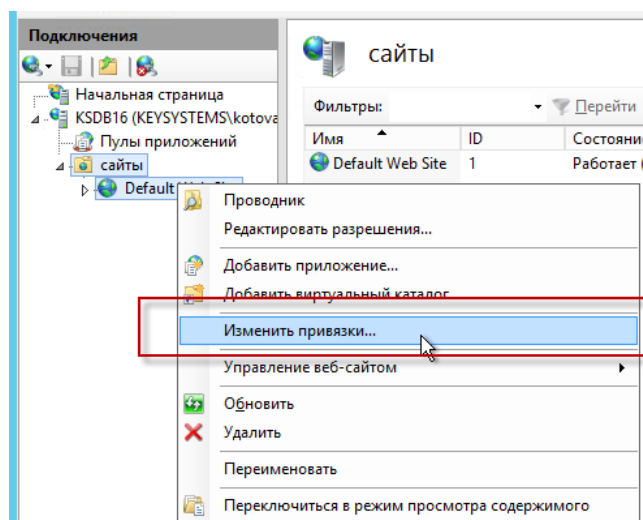 Подключения
Начальная страница
KSDB16 (KEYSYSTEMS\kotova
Пулы приложений
сайты
Default
сайты
Фильтры:
Перейти
Имя ID Состояни
Default Web Site 1 Работает (
Проводник
Редактировать разрешения...
Добавить приложение...
Добавить виртуальный каталог
Изменить привязки...
Управление веб-сайтом
Обновить
Удалить
Переименовать
Переключиться в режим просмотра содержимого